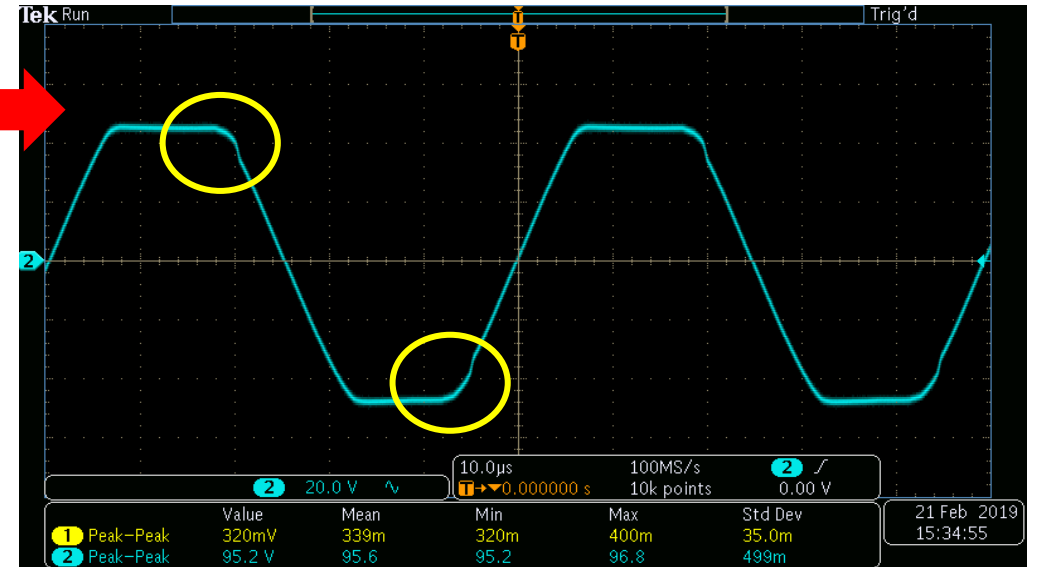 Tek Run Trig'd
T
T
2
10.0µs 100MS/s 2
2 20.0 V T→▼0.000000 s 10k points 0.00 V
Value Mean Min Max Std Dev
1 Peak-Peak 320mV 339m 320m 400m 35.0m
2 Peak-Peak 95.2 V 95.6 95.2 96.8 499m
21 Feb 2019
15:34:55